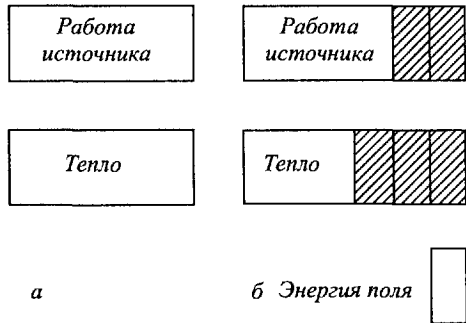 Работа
источника
Работа
источника
Тепло
Тепло
а
б Энергия поля